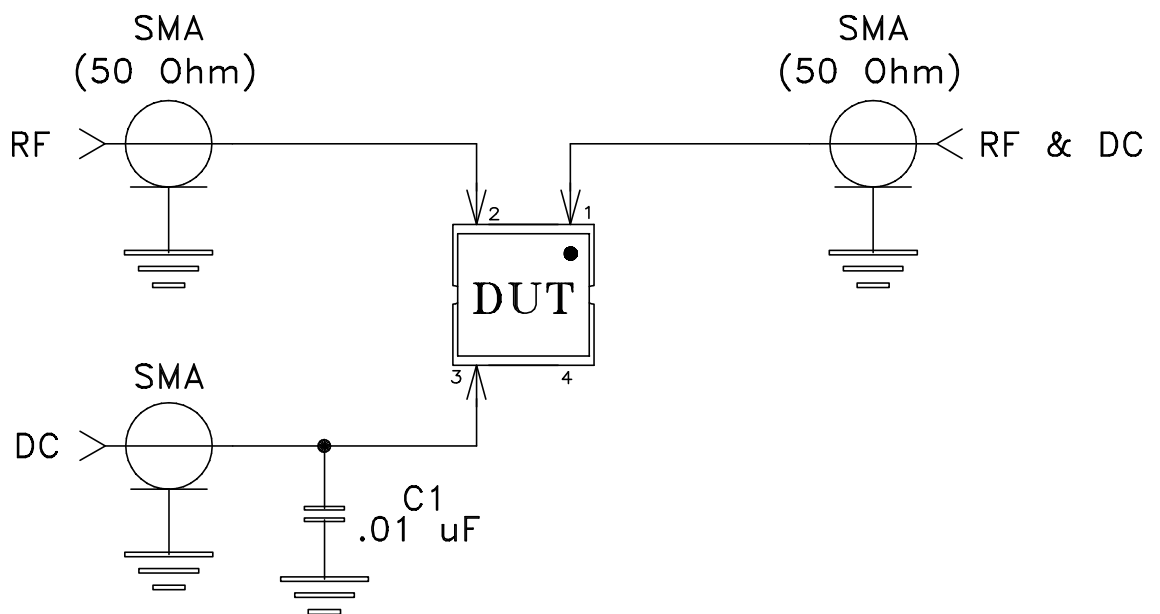 SMA
(50 Ohm)
SMA
(50 Ohm)
RF
RF & DC
2
1
DUT
3
4
SMA
DC
C1
.01 uF